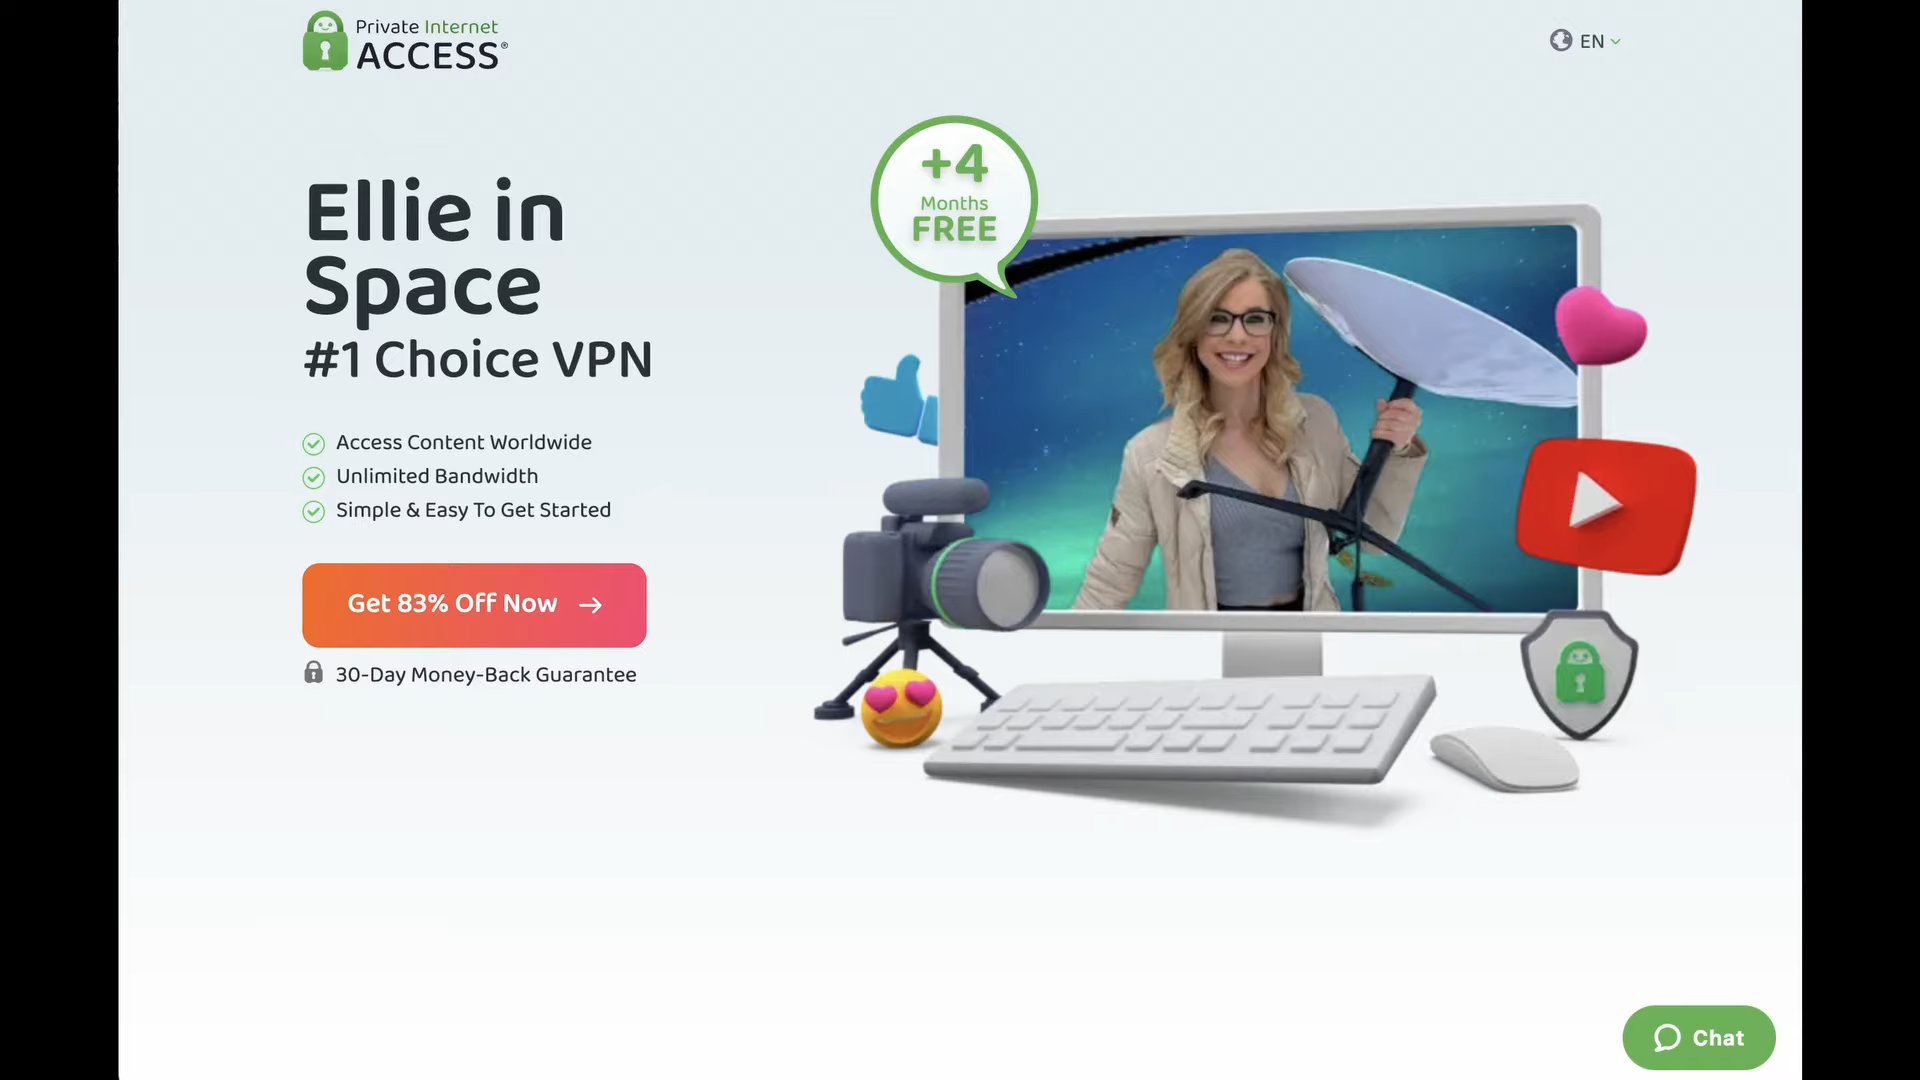 Private Internet
ACCESS®
EN
+4
Months
FREE
Ellie in
Space
#1 Choice VPN
Access Content Worldwide
Unlimited Bandwidth
Simple & Easy To Get Started
Get 83% Off Now
30-Day Money-Back Guarantee
Chat